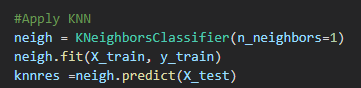 #Apply KNN
neigh = KNeighborsClassifier(n_neighbors=1)
neigh.fit(X_train, y_train)
knnres =neigh.predict(X_test)